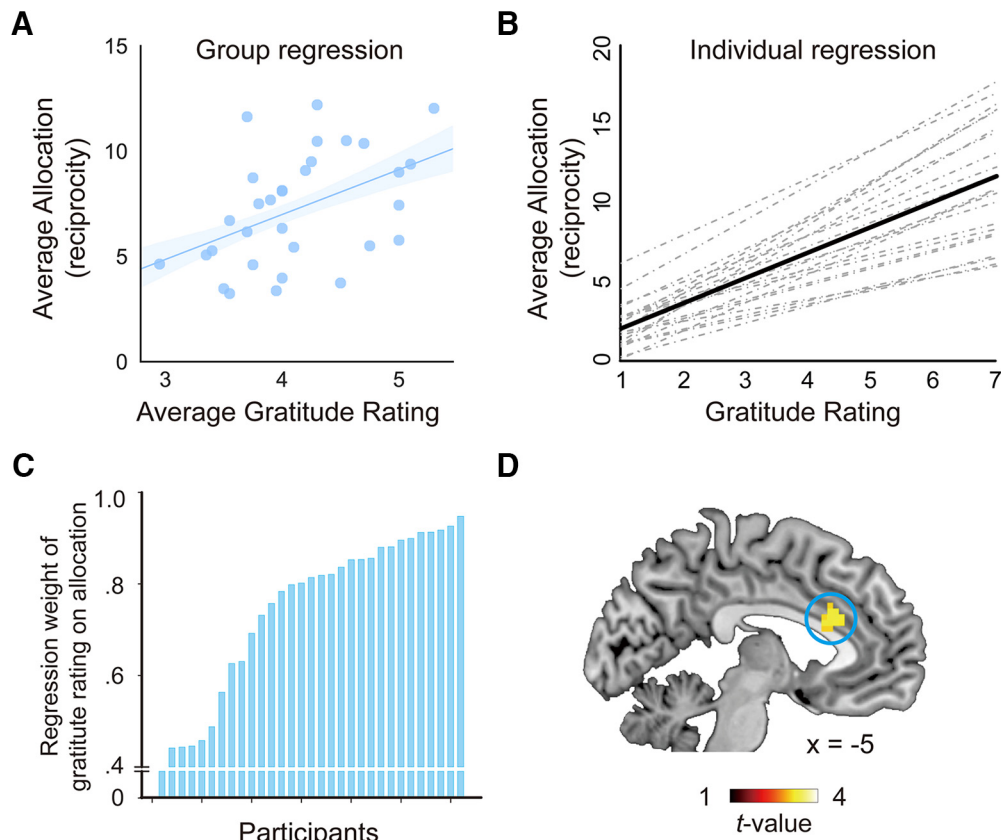 A
Group regression
Average Allocation
(reciprocity)
15
10
5
0
3 4 5
Average Gratitude Rating
B
Individual regression
Average Allocation
(reciprocity)
20
15
10
5
0
1 2 3 4 5 6 7
Gratitude Rating
C
Regression weight of
gratitute rating on allocation
1.0
.8
.6
.4
0
Participants
D
x = -5
1 4
t-value